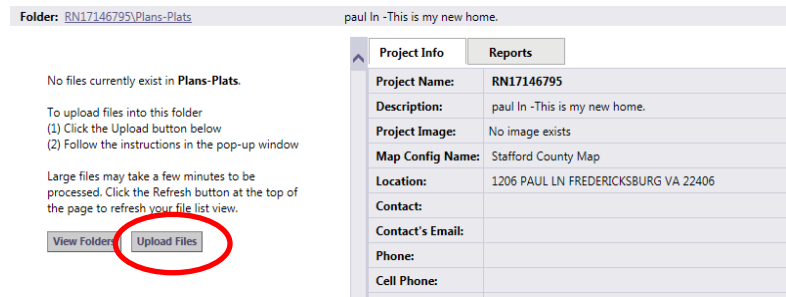 Folder: RN17146795\Plans-Plats paul ln -This is my new home.
No files currently exist in Plans-Plats.
To upload files into this folder
(1) Click the Upload button below
(2) Follow the instructions in the pop-up window
Large files may take a few minutes to be
processed. Click the Refresh button at the top of
the page to refresh your file list view.
View Folders Upload Files
Project Info Reports
Project Name: RN17146795
Description: paul ln -This is my new home.
Project Image: No image exists
Map Config Name: Stafford County Map
Location: 1206 PAUL LN FREDERICKSBURG VA 22406
Contact:
Contact's Email:
Phone:
Cell Phone: